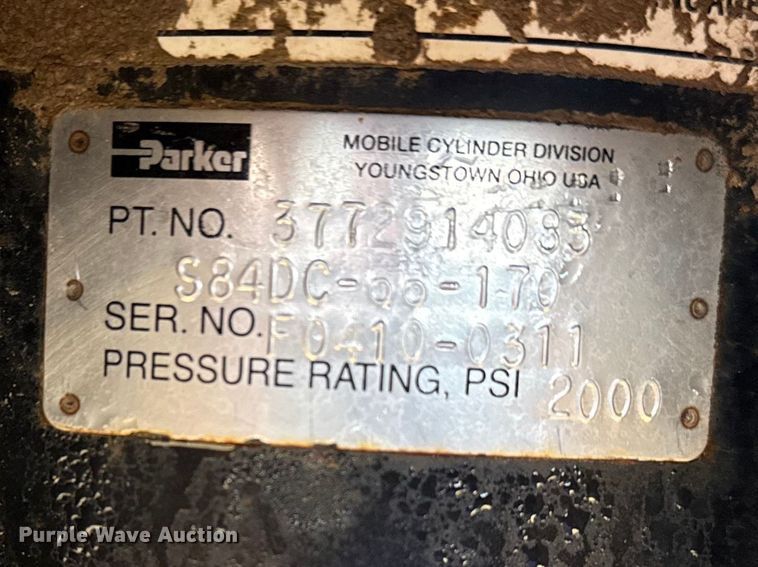 Parker
MOBILE CYLINDER DIVISION
YOUNGSTOWN OHIO USA
PT. NO. 3772914083
SER. NO. F0410-0311
PRESSURE RATING, PSI 2000
Purple Wave Auction